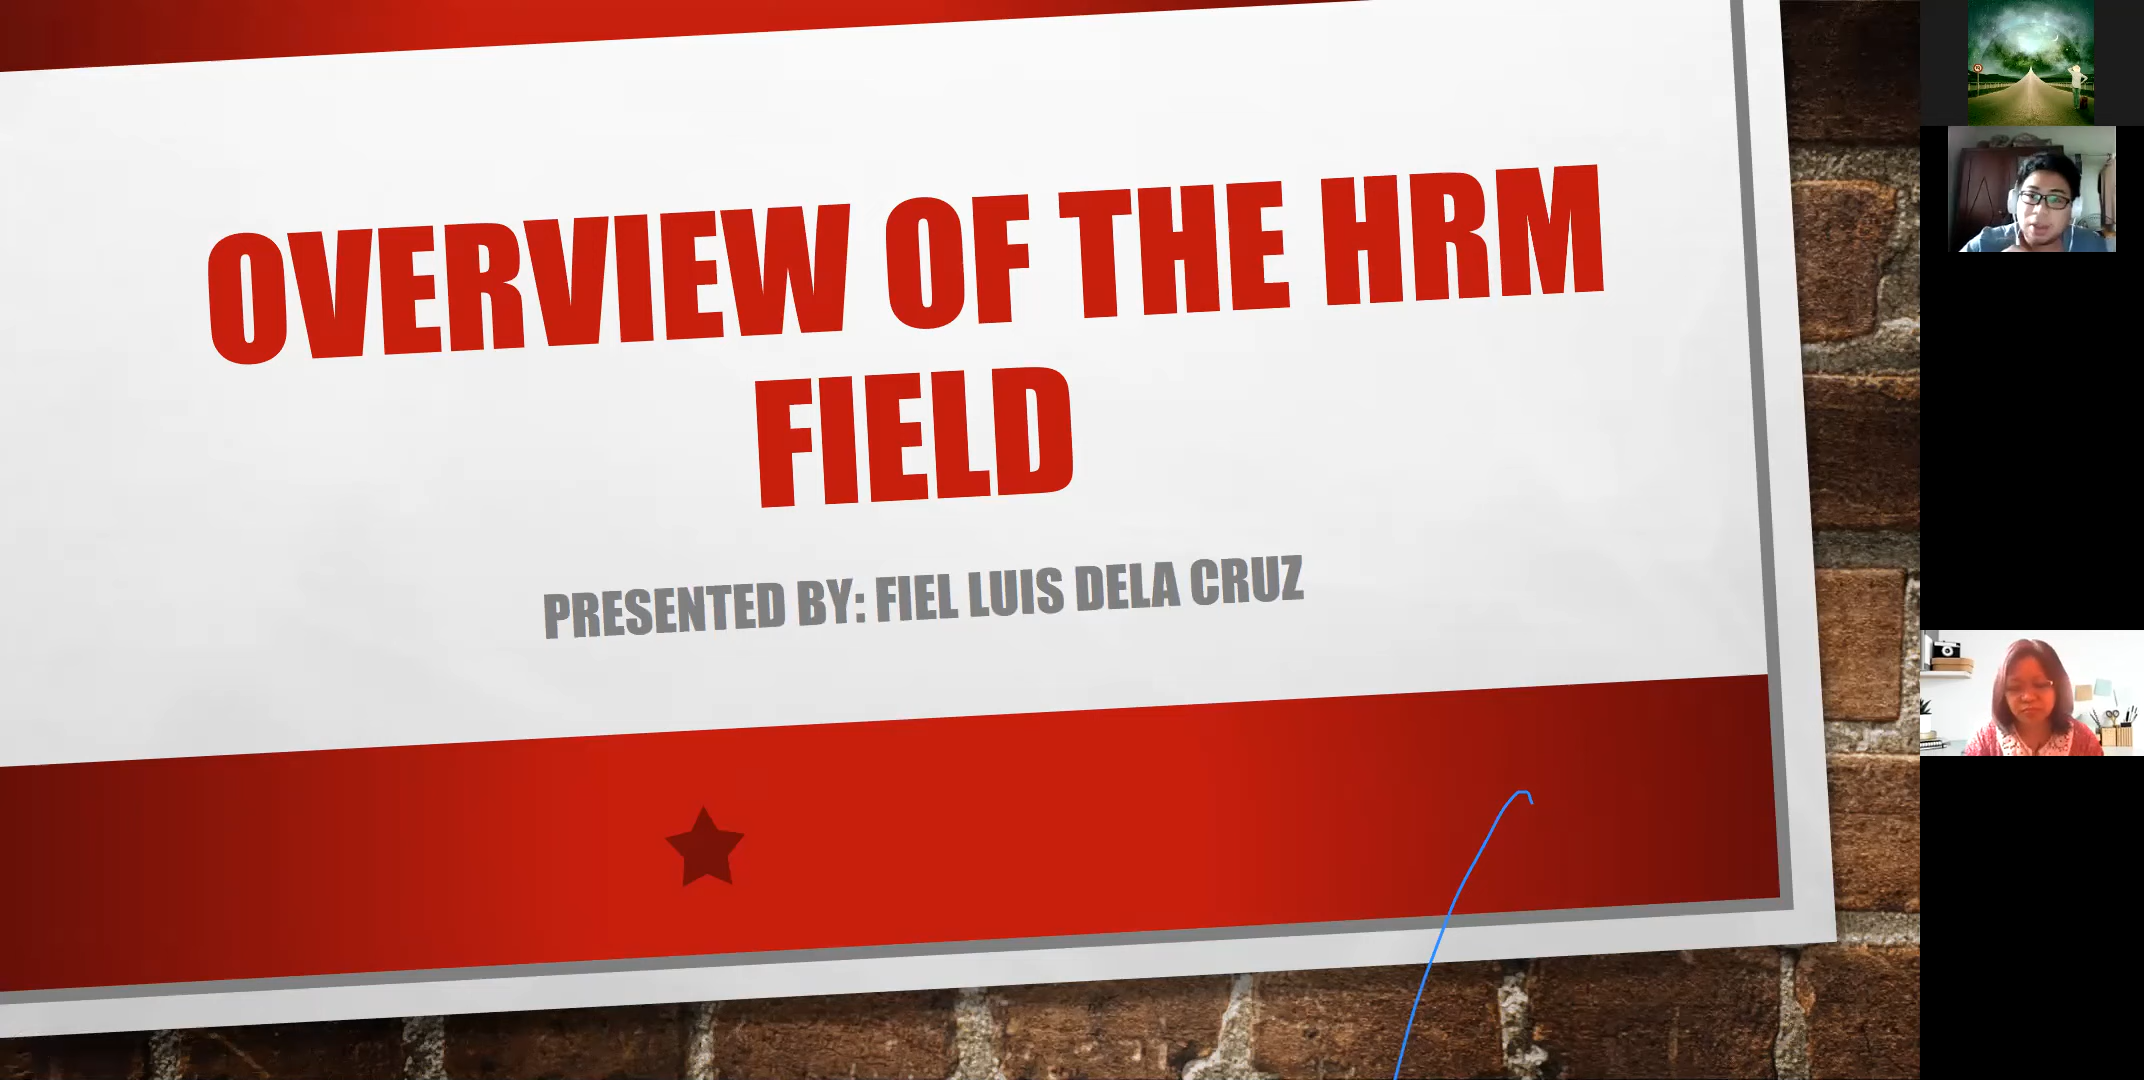 OVERVIEW OF THE HRM
FIELD
PRESENTED BY: FIEL LUIS DELA CRUZ